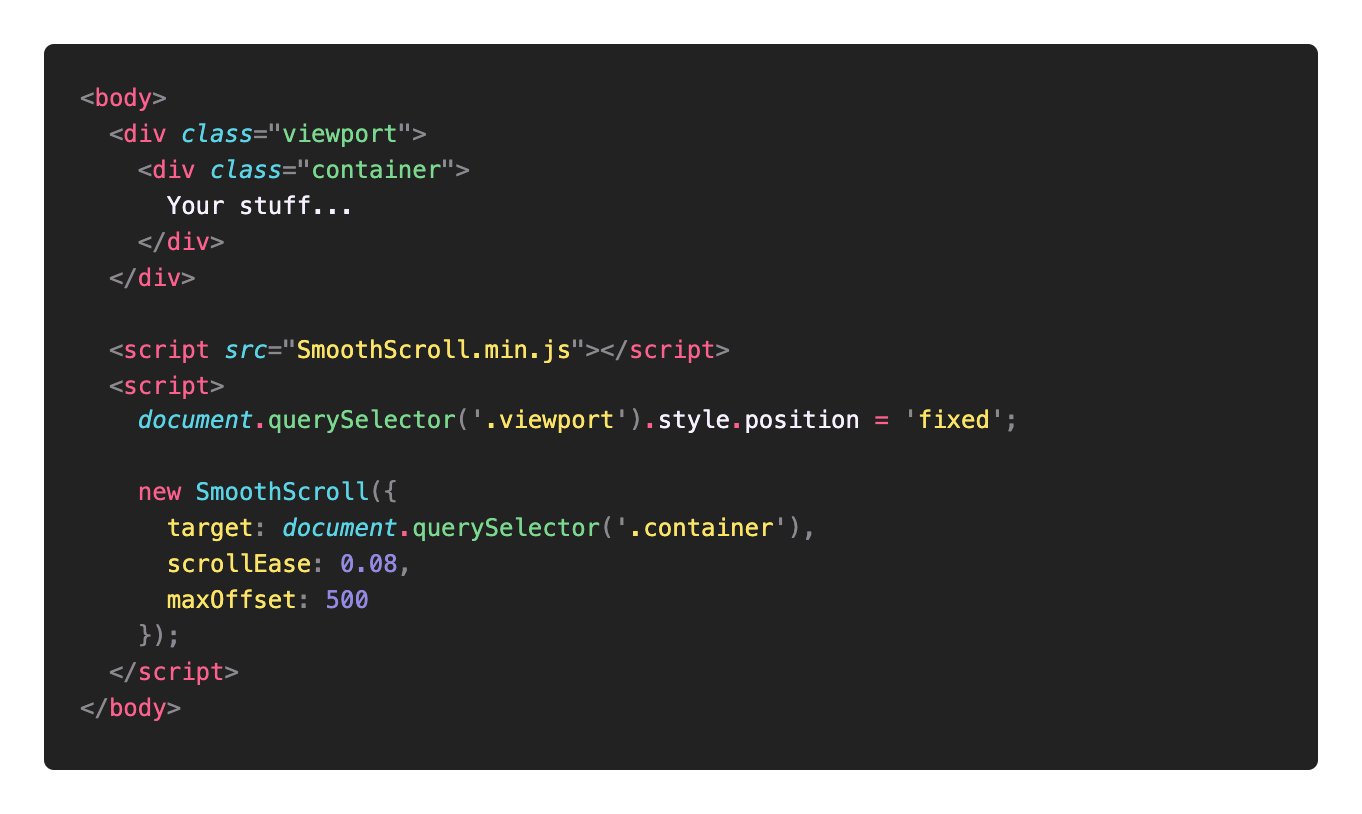 <body>
  <div class="viewport">
    <div class="container">
      Your stuff...
    </div>
  </div>

  <script src="SmoothScroll.min.js"></script>
  <script>
    document.querySelector('.viewport').style.position = 'fixed';

    new SmoothScroll({
      target: document.querySelector('.container'),
      scrollEase: 0.08,
      maxOffset: 500
    });
  </script>
</body>